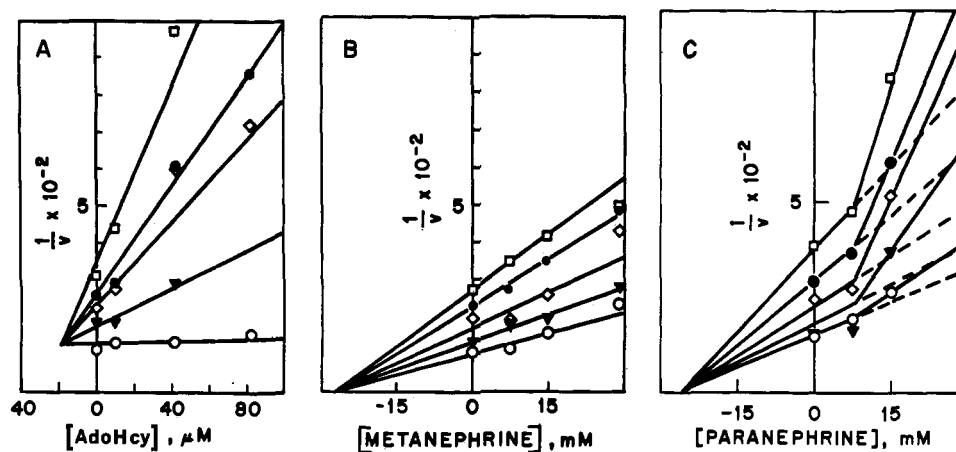 A
1/v x 10-2
5
40 0 40 80
[AdoHcy] , μM
B
1/v x 10-2
5
-15 0 15
[METANEPHRINE], mM
C
1/v x 10-2
5
-15 0 15
[PARANEPHRINE], mM